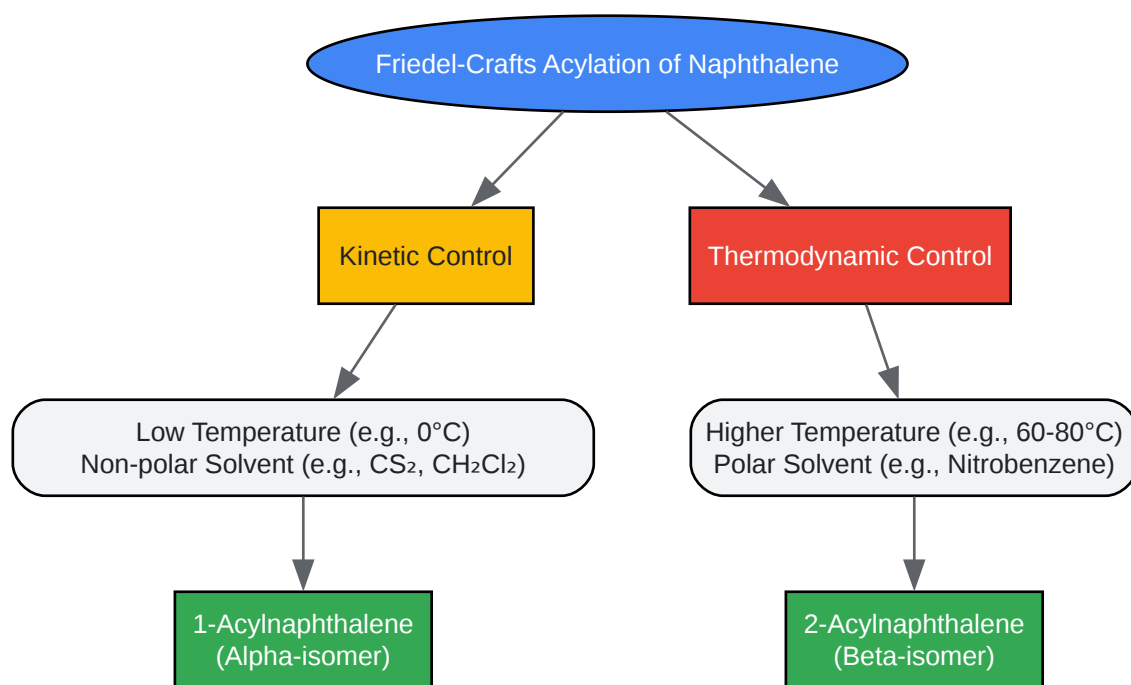 Friedel-Crafts Acylation of Naphthalene
Kinetic Control
Thermodynamic Control
Low Temperature (e.g., 0°C)
Non-polar Solvent (e.g., CS₂, CH₂Cl₂)
Higher Temperature (e.g., 60-80°C)
Polar Solvent (e.g., Nitrobenzene)
1-Acylnaphthalene
(Alpha-isomer)
2-Acylnaphthalene
(Beta-isomer)